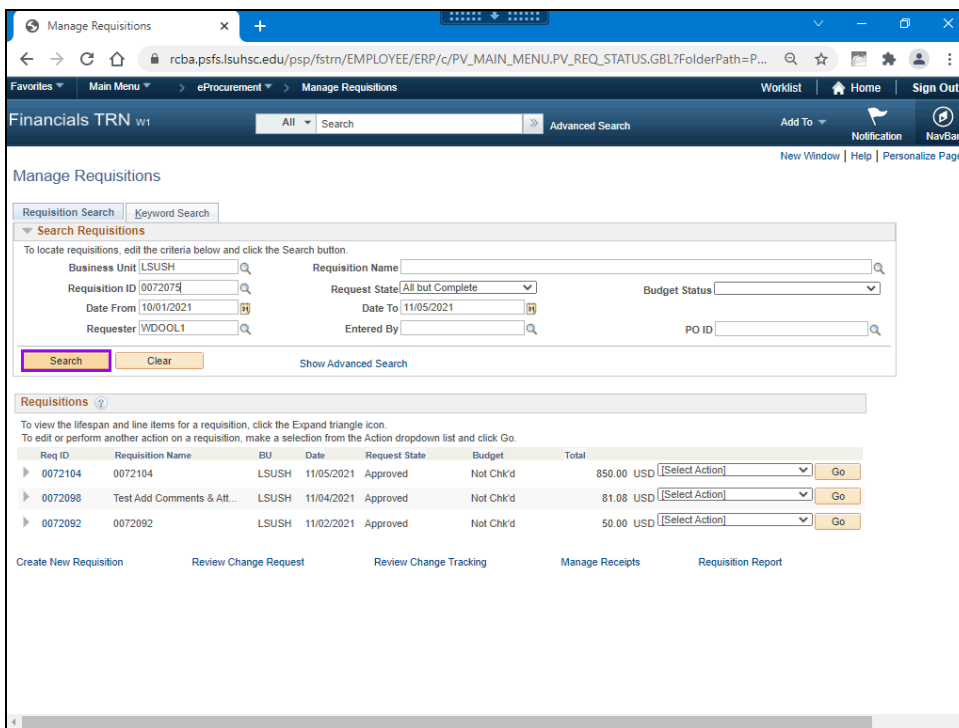 Manage Requisitions
rcba.psfs.lsuhsc.edu/psp/fstrn/EMPLOYEE/ERP/c/PV_MAIN_MENU.PV_REQ_STATUS.GBL?FolderPath=P...
Favorites Main Menu > eProcurement > Manage Requisitions Worklist | Home | Sign Out
Financials TRN W1 All Search » Advanced Search Add To Notification NavBar
New Window | Help | Personalize Page
Manage Requisitions
Requisition Search Keyword Search
Search Requisitions
To locate requisitions, edit the criteria below and click the Search button.
Business Unit LSUSH Requisition Name
Requisition ID 0072075 Request State All but Complete Budget Status
Date From 10/01/2021 Date To 11/05/2021
Requester WDOOL1 Entered By PO ID
Search Clear Show Advanced Search
Requisitions ?
To view the lifespan and line items for a requisition, click the Expand triangle icon.
To edit or perform another action on a requisition, make a selection from the Action dropdown list and click Go.
Req ID Requisition Name BU Date Request State Budget Total
0072104 0072104 LSUSH 11/05/2021 Approved Not Chk'd 850.00 USD [Select Action] Go
0072098 Test Add Comments & Att... LSUSH 11/04/2021 Approved Not Chk'd 81.08 USD [Select Action] Go
0072092 0072092 LSUSH 11/02/2021 Approved Not Chk'd 50.00 USD [Select Action] Go
Create New Requisition Review Change Request Review Change Tracking Manage Receipts Requisition Report